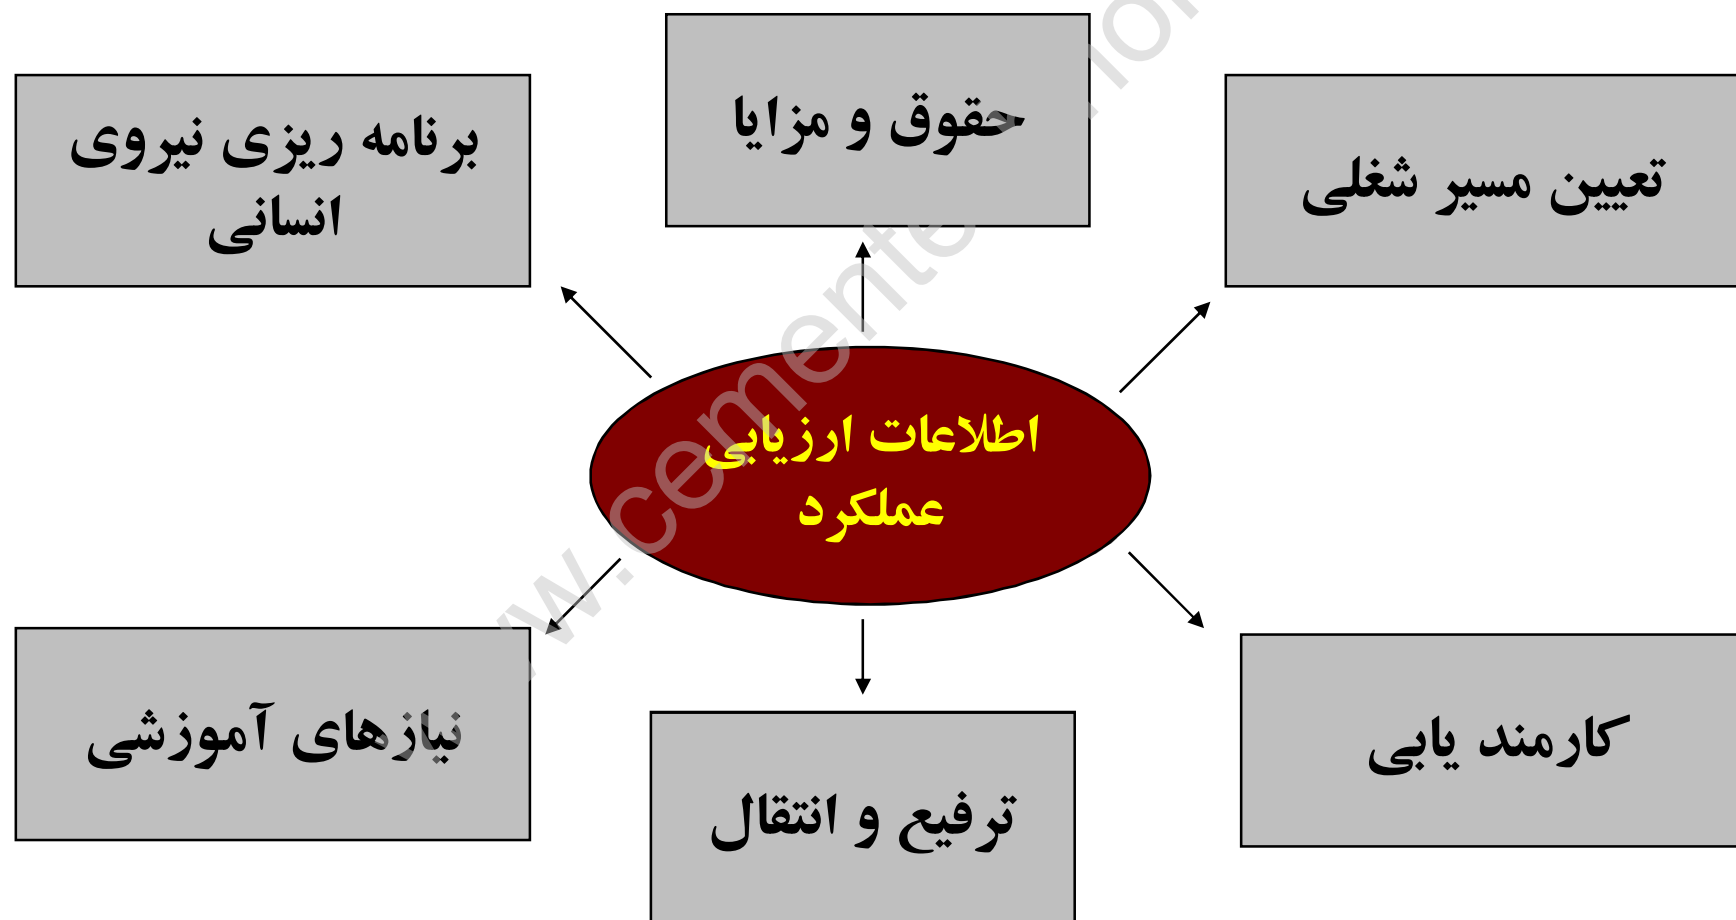 حقوق و مزایا
تعیین مسیر شغلی
برنامه ریزی نیروی
انسانی
اطلاعات ارزیابی
عملکرد
کارمند یابی
نیازهای آموزشی
ترفیع و انتقال